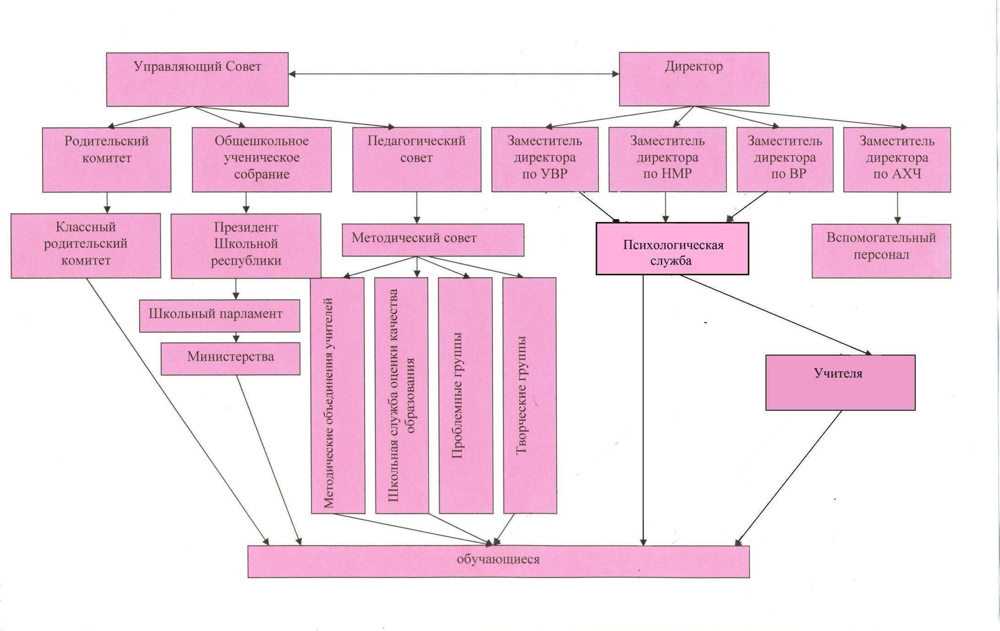 Управляющий Совет
Директор
Родительский
комитет
Общешкольное
ученическое
собрание
Педагогический
совет
Заместитель
директора
по УВР
Заместитель
директора
по НМР
Заместитель
директора
по ВР
Заместитель
директора
по АХЧ
Классный
родительский
комитет
Президент
Школьной
республики
Методический совет
Психологическая
служба
Вспомогательный
персонал
Школьный парламент
Министерства
Методические объединения учителей
Школьная служба оценки качества
образования
Проблемные группы
Творческие группы
Учителя
обучающиеся